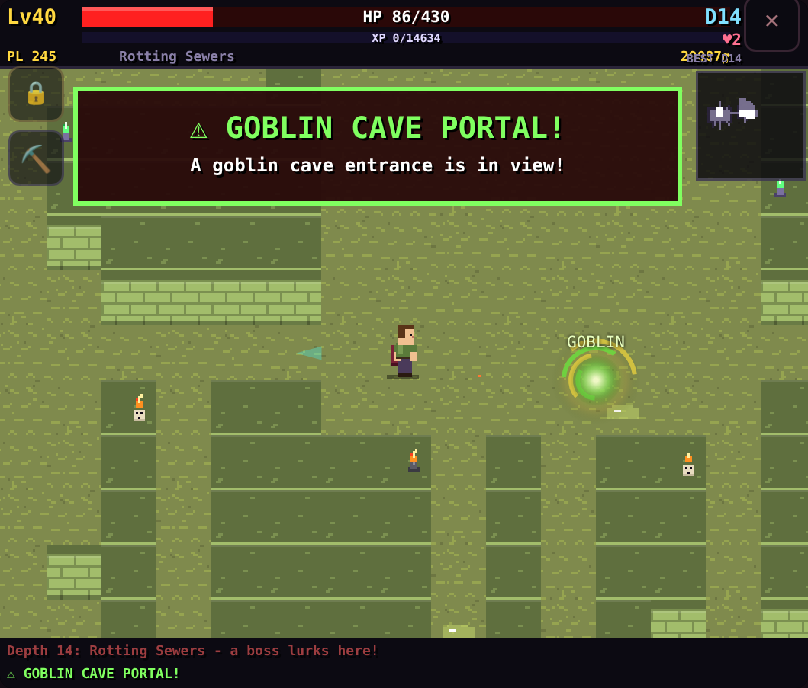 Lv40 HP 86/430 D14 ×
XP 0/14634 ♥2
PL 245 Rotting Sewers
⚠ GOBLIN CAVE PORTAL!
A goblin cave entrance is in view!
GOBLIN
Depth 14: Rotting Sewers - a boss lurks here!
⚠ GOBLIN CAVE PORTAL!